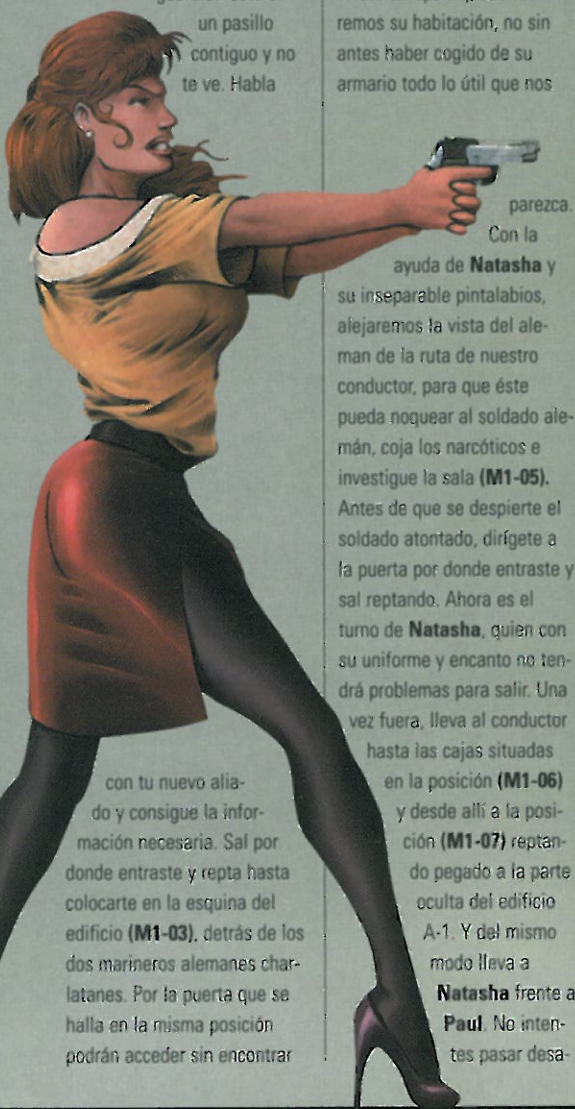 un pasillo
contiguo y no
te ve. Habla
con tu nuevo alia-
do y consigue la infor-
mación necesaria. Sal por
donde entraste y repta hasta
colocarte en la esquina del
edificio (M1-03), detrás de los
dos marineros alemanes char-
latanes. Por la puerta que se
halla en la misma posición
podrán acceder sin encontrar
remos su habitación, no sin
antes haber cogido de su
armario todo lo útil que nos
parezca.
Con la
ayuda de Natasha y
su inseparable pintalabios,
alejaremos la vista del ale-
man de la ruta de nuestro
conductor, para que éste
pueda noquear al soldado ale-
mán, coja los narcóticos e
investigue la sala (M1-05).
Antes de que se despierte el
soldado atontado, dirígete a
la puerta por donde entraste y
sal reptando. Ahora es el
turno de Natasha, quien con
su uniforme y encanto no ten-
drá problemas para salir. Una
vez fuera, lleva al conductor
hasta las cajas situadas
en la posición (M1-06)
y desde allí a la posi-
ción (M1-07) reptan-
do pegado a la parte
oculta del edificio
A-1. Y del mismo
modo lleva a
Natasha frente a
Paul. No inten-
tes pasar desa-